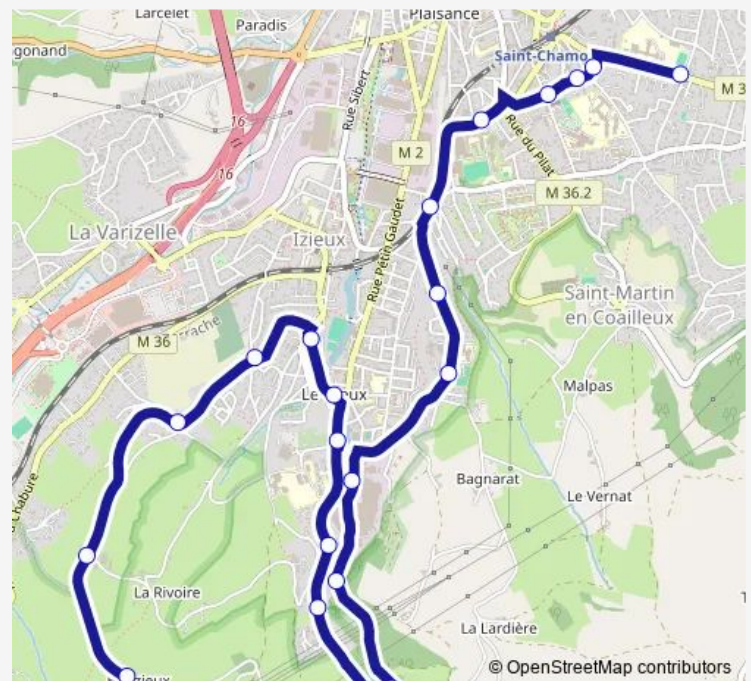 Larcelet
Plaisance
Paradis
gonand
Saint-Chamo
Rue Sibert
16
M 3
M 2
Rue du Pilat
16
M 36.2
La Varizelle
Izieux
Rue Pétin Gaudet
Saint-Martin
en Coailleux
M 36
Malpas
Bagnarat
Le Vernat
La Rivoire
La Lardière
© OpenStreetMap contributors